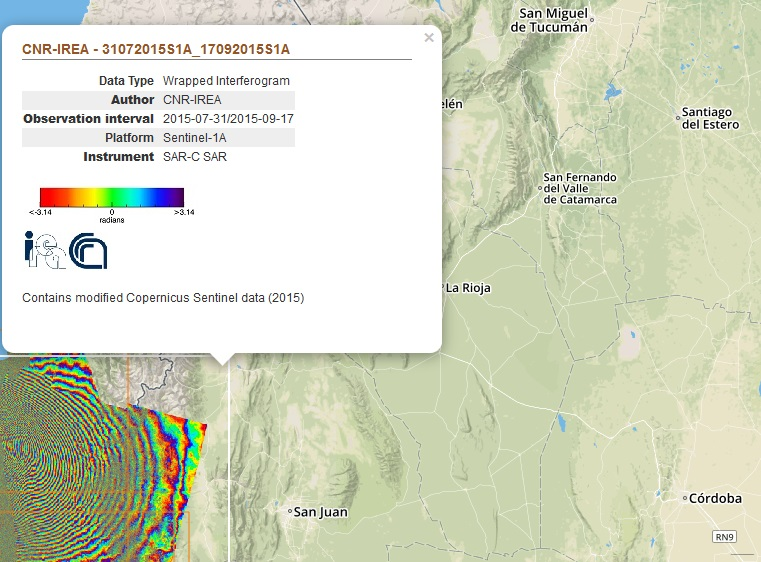 San Miguel
de Tucumán
×
CNR-IREA - 31072015S1A_17092015S1A
Data Type Wrapped Interferogram
Author CNR-IREA
Observation interval 2015-07-31/2015-09-17
Platform Sentinel-1A
Instrument SAR-C SAR
<-3.14 0 >3.14
radians
irea
Contains modified Copernicus Sentinel data (2015)
elén
Santiago
del Estero
San Fernando
del Valle
de Catamarca
La Rioja
San Juan
Córdoba
RN9